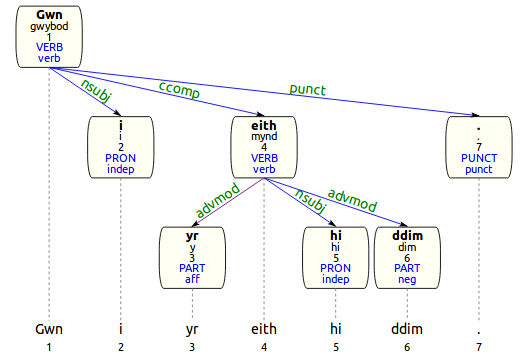 Gwn
gwybod
1
VERB
verb
nsubj
ccomp
punct
i
i
2
PRON
indep
eith
mynd
4
VERB
verb
.
.
7
PUNCT
punct
advmod
nsubj
advmod
yr
y
3
PART
aff
hi
hi
5
PRON
indep
ddim
dim
6
PART
neg
Gwn i yr eith hi ddim .
1 2 3 4 5 6 7